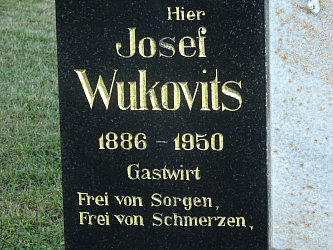 Hier
Josef
Wukovits
1886-1950
Gastwirt
Frei von Sorgen,
Frei von Schmerzen,